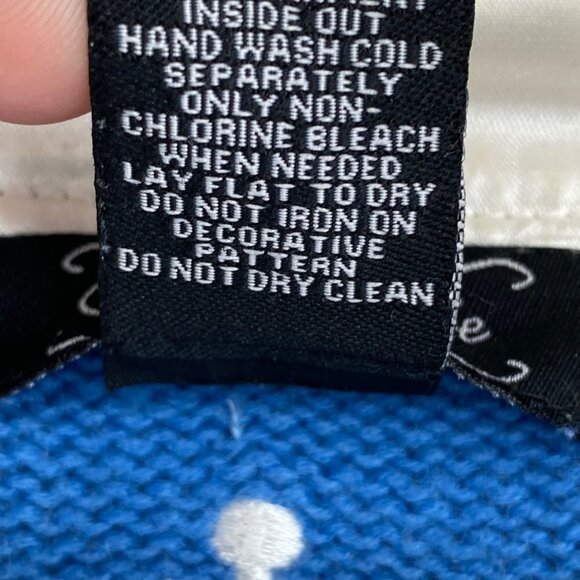 INSIDE OUT
HAND WASH COLD
SEPARATELY
ONLY NON-
CHLORINE BLEACH
WHEN NEEDED
LAY FLAT TO DRY
DO NOT IRON ON
DECORATIVE
PATTERN
DO NOT DRY CLEAN